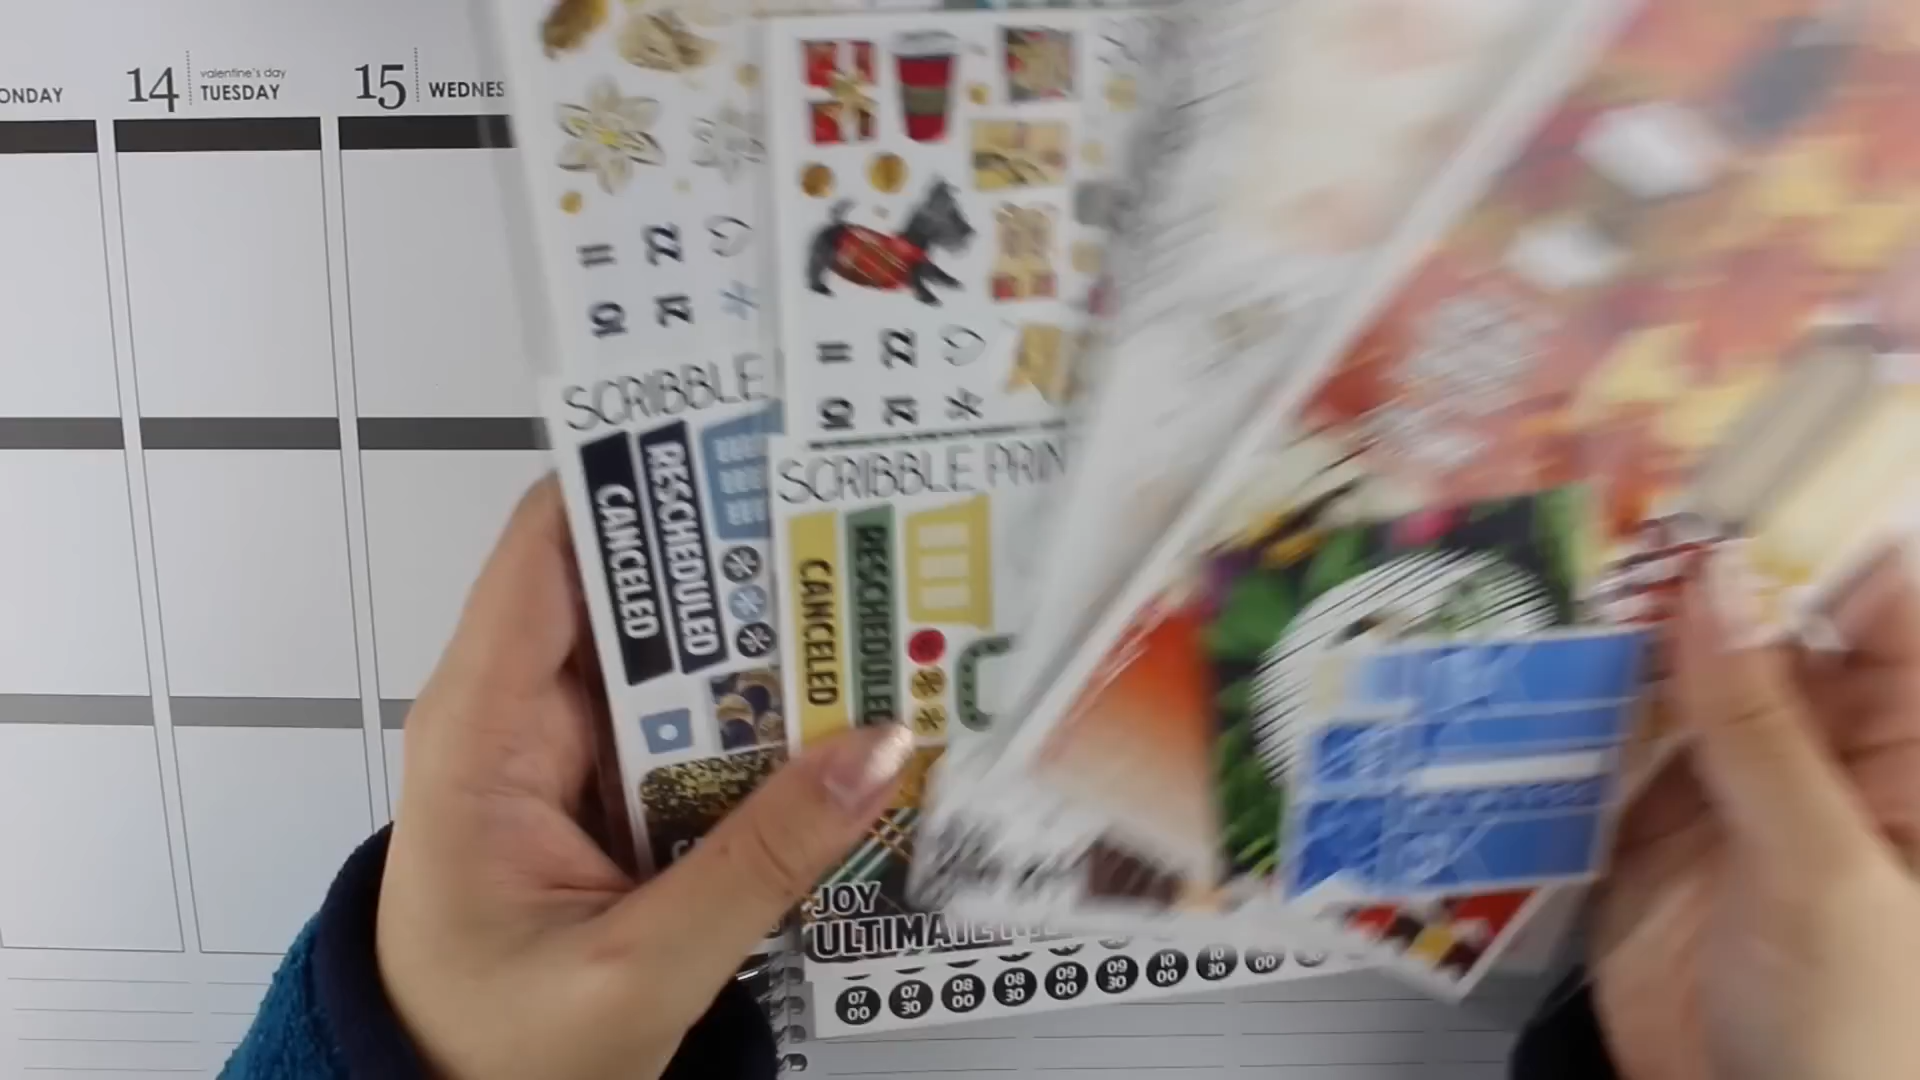 ONDAY
14 valentine's day TUESDAY
15 WEDNES
SCRIBBLE
CANCELED
RESCHEDULED
SCRIBBLE PRIN
CANCELED
RESCHEDULED
JOY
ULTIMATE
07 00
07 30
08 00
08 30
09 00
09 30
10 00
10 30
00